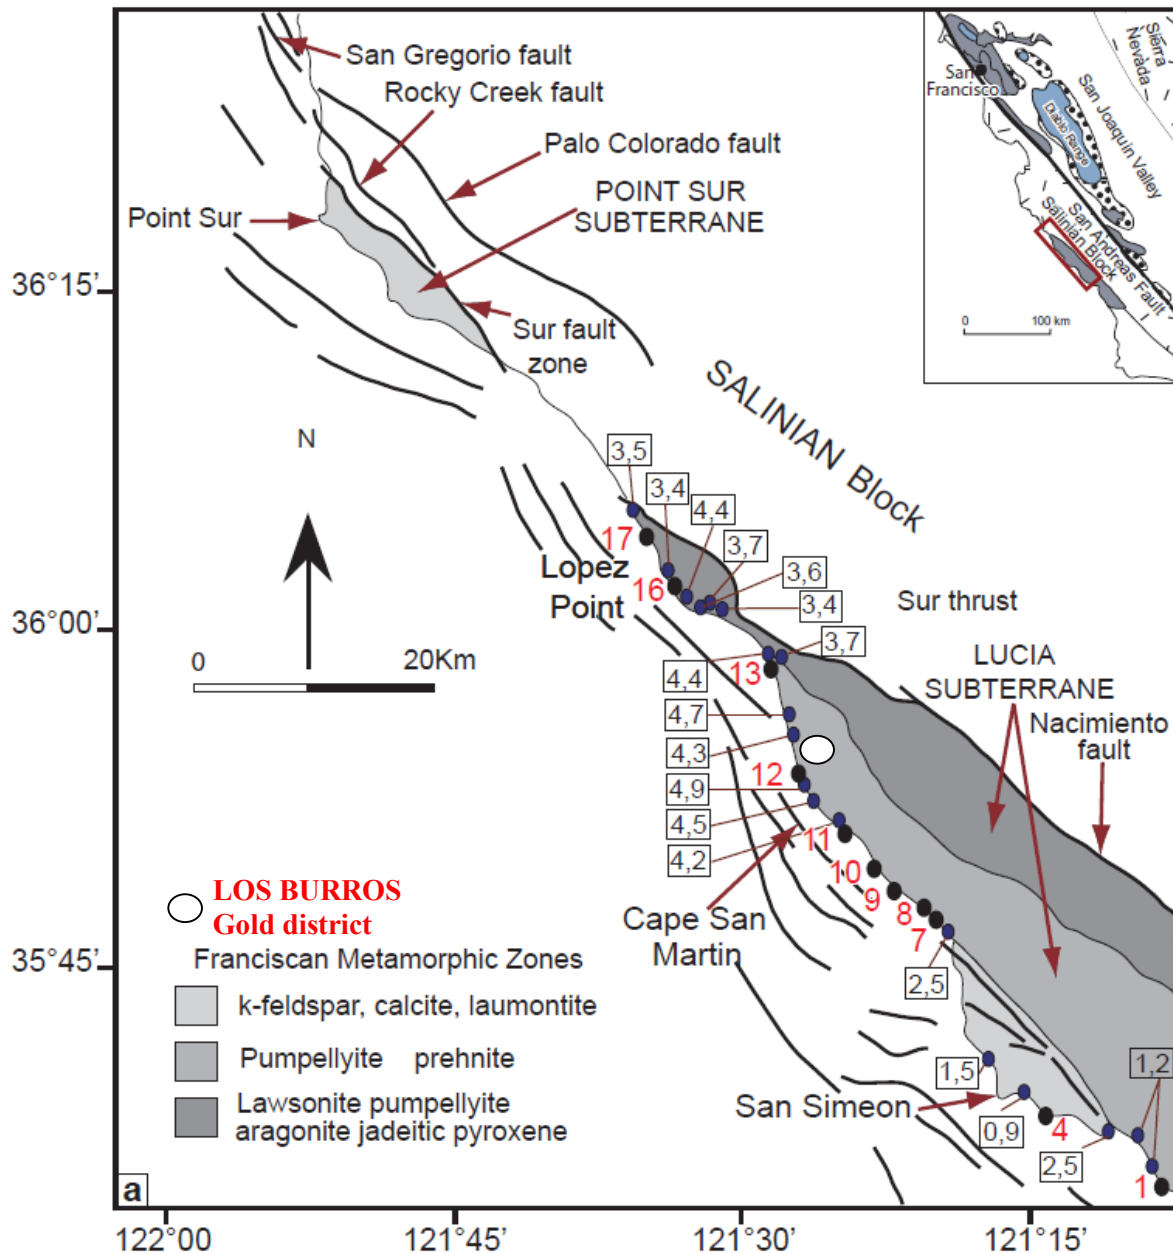 San Gregorio fault
Rocky Creek fault
Palo Colorado fault
POINT SUR
SUBTERRANE
Point Sur
Sur fault
zone
36°15'
N
0
20Km
San
Francisco
Diablo Range
San Joaquin Valley
Sierra
Nevada
San Andreas Fault
Salinian Block
0
100 km
SALINIAN Block
3,5
3,4
4,4
3,7
3,6
3,4
17
16
Lopez
Point
36°00'
Sur thrust
3,7
4,4
13
LUCIA
SUBTERRANE
Nacimiento
fault
4,7
4,3
12
4,9
4,5
4,2
11
10
9
8
7
Cape San
Martin
2,5
35°45'
LOS BURROS
Gold district
Franciscan Metamorphic Zones
k-feldspar, calcite, laumontite
Pumpellyite prehnite
Lawsonite pumpellyite
aragonite jadeitic pyroxene
1,5
1,2
San Simeon
0,9
4
2,5
1
a
122°00
121°45'
121°30'
121°15'